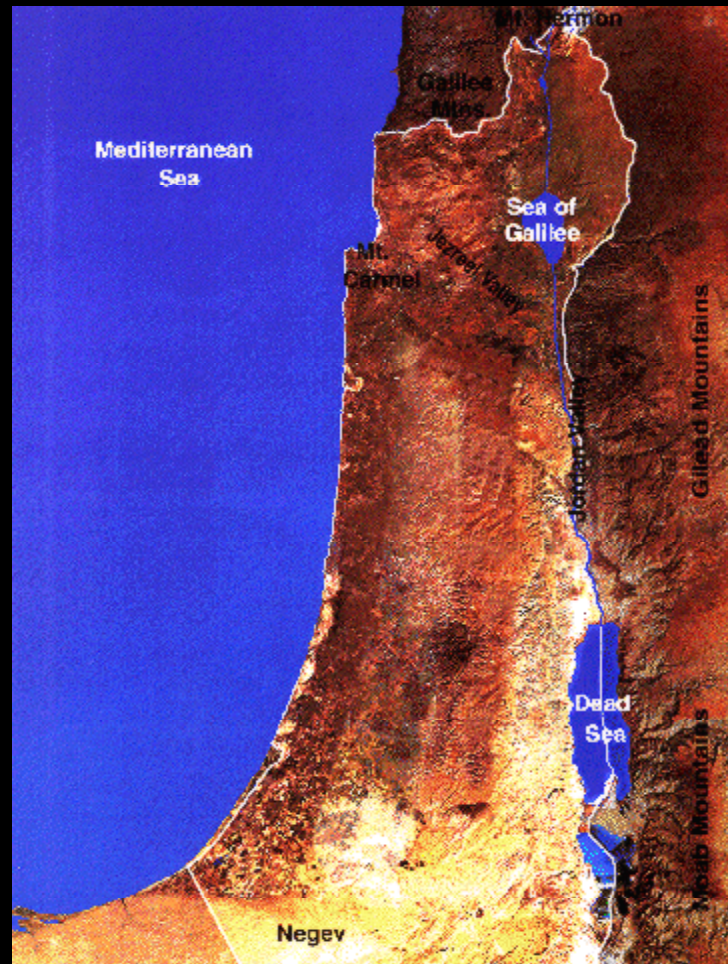 Mt. Hermon
Galilee
Mtns.
Mediterranean
Sea
Sea of
Galilee
Mt.
Carmel
Jezreel Valley
Gilead Mountains
Jordan Valley
Dead
Sea
Moab Mountains
Negev